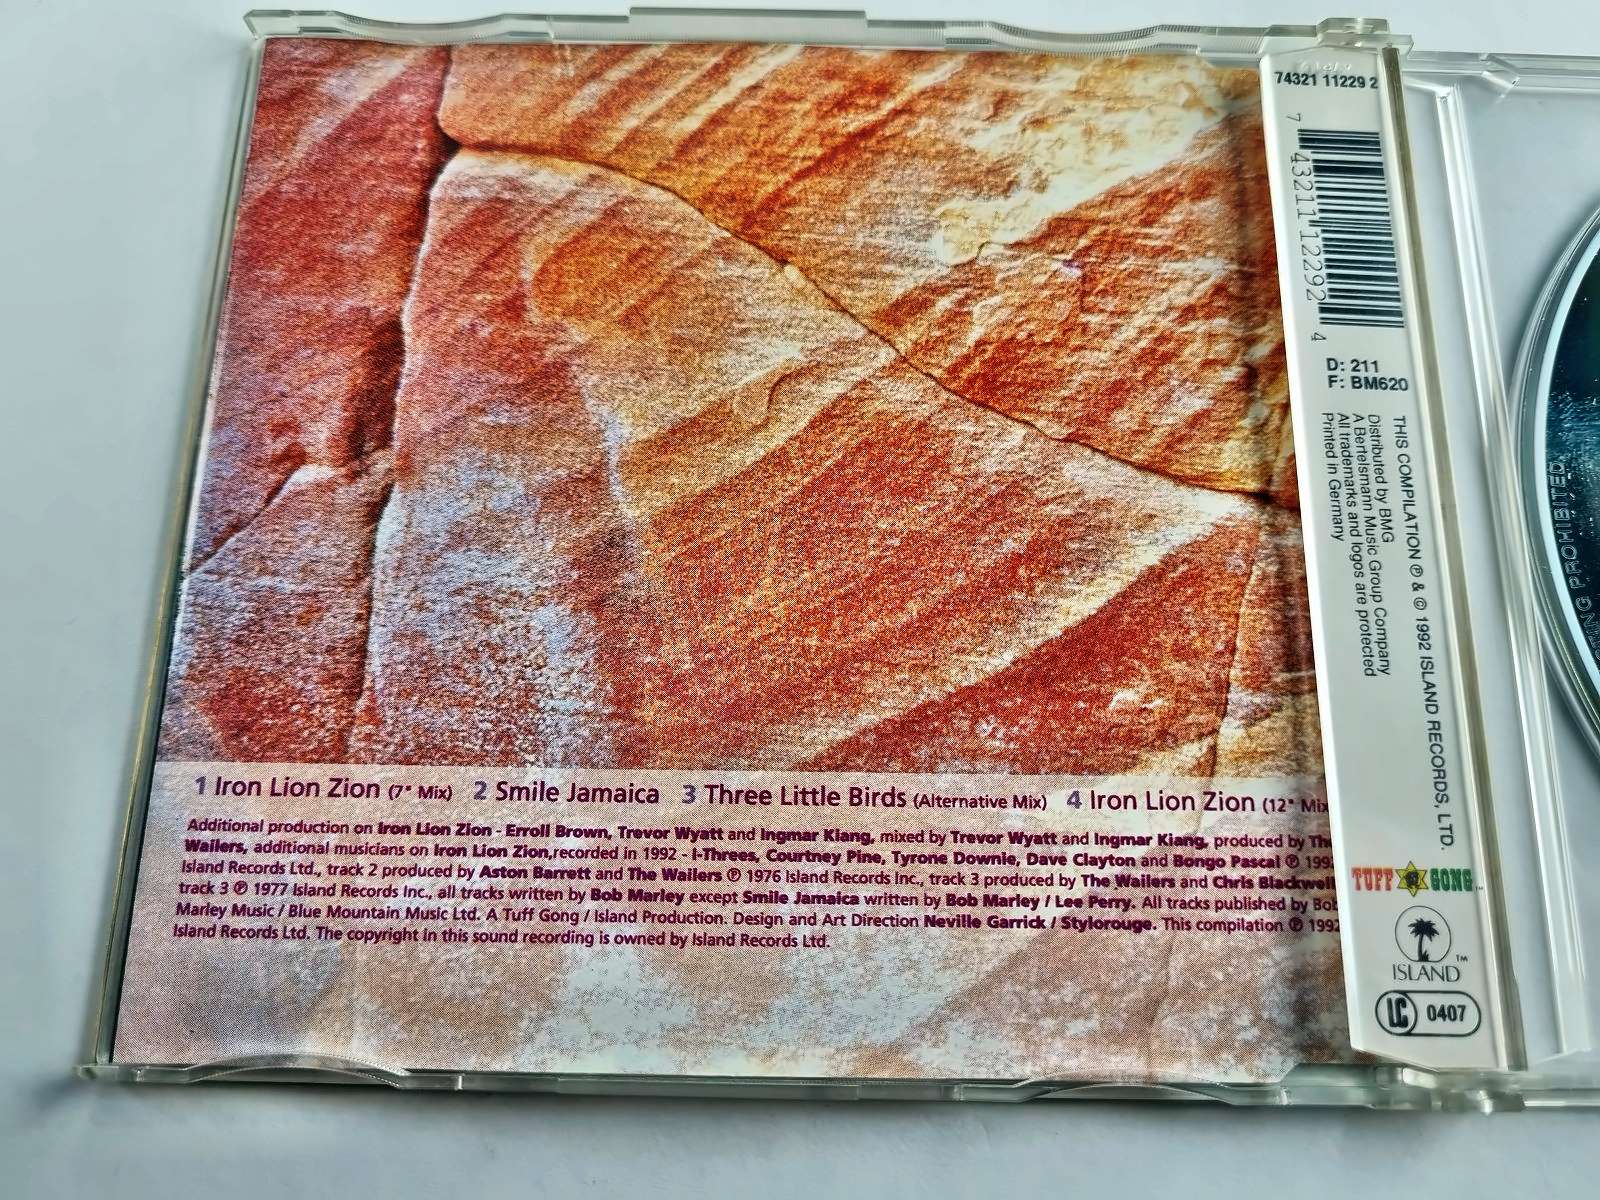 1 Iron Lion Zion (7" Mix) 2 Smile Jamaica 3 Three Little Birds (Alternative Mix) 4 Iron Lion Zion (12" Mix
Additional production on Iron Lion Zion - Erroll Brown, Trevor Wyatt and Ingmar Kiang, mixed by Trevor Wyatt and Ingmar Kiang, produced by The
Wailers, additional musicians on Iron Lion Zion,recorded in 1992 - I-Threes, Courtney Pine, Tyrone Downie, Dave Clayton and Bongo Pascal ℗ 1992
Island Records Ltd., track 2 produced by Aston Barrett and The Wailers ℗ 1976 Island Records Inc., track 3 produced by The Wailers and Chris Blackwell
track 3 ℗ 1977 Island Records Inc., all tracks written by Bob Marley except Smile Jamaica written by Bob Marley / Lee Perry. All tracks published by Bob
Marley Music / Blue Mountain Music Ltd. A Tuff Gong / Island Production. Design and Art Direction Neville Garrick / Stylorouge. This compilation ℗ 1992
Island Records Ltd. The copyright in this sound recording is owned by Island Records Ltd.
74321 11229 2
7 43211 12292 4
D: 211
F: BM620
THIS COMPILATION ℗ & © 1992 ISLAND RECORDS, LTD.
Distributed by BMG
A Bertelsmann Music Group Company
All trademarks and logos are protected
Printed in Germany
TUFF GONG ™
ISLAND ™
LC 0407
PROHIBITED